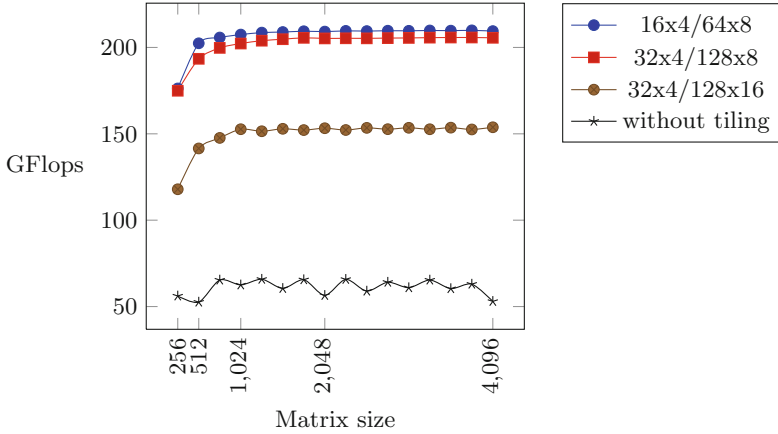 200
150
100
50
GFlops
256
512
1,024
2,048
4,096
Matrix size
16x4/64x8
32x4/128x8
32x4/128x16
without tiling